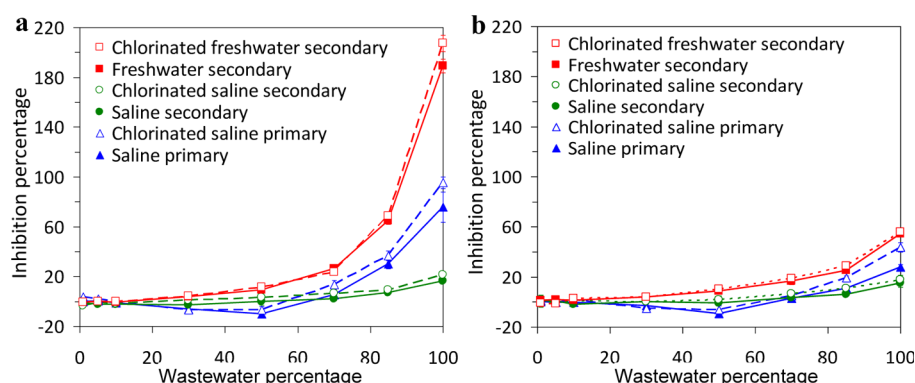 a
Inhibition percentage
220
180
140
100
60
20
-20
Chlorinated freshwater secondary
Freshwater secondary
Chlorinated saline secondary
Saline secondary
Chlorinated saline primary
Saline primary
0 20 40 60 80 100
Wastewater percentage
b
Inhibition percentage
220
180
140
100
60
20
-20
Chlorinated freshwater secondary
Freshwater secondary
Chlorinated saline secondary
Saline secondary
Chlorinated saline primary
Saline primary
0 20 40 60 80 100
Wastewater percentage